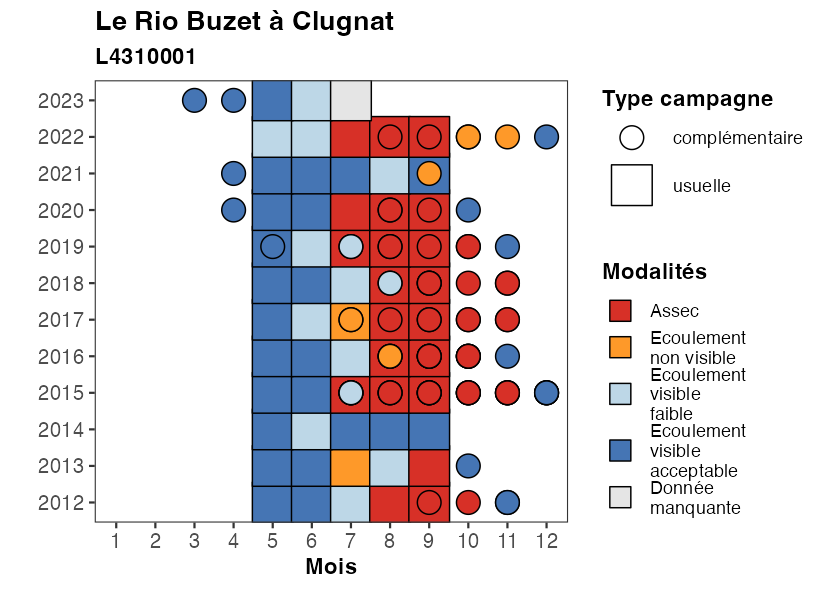 Le Rio Buzet à Clugnat
L4310001
2023
2022
2021
2020
2019
2018
2017
2016
2015
2014
2013
2012
1 2 3 4 5 6 7 8 9 10 11 12
Mois
Type campagne
complémentaire
usuelle
Modalités
Assec
Ecoulement
non visible
Ecoulement
visible
faible
Ecoulement
visible
acceptable
Donnée
manquante